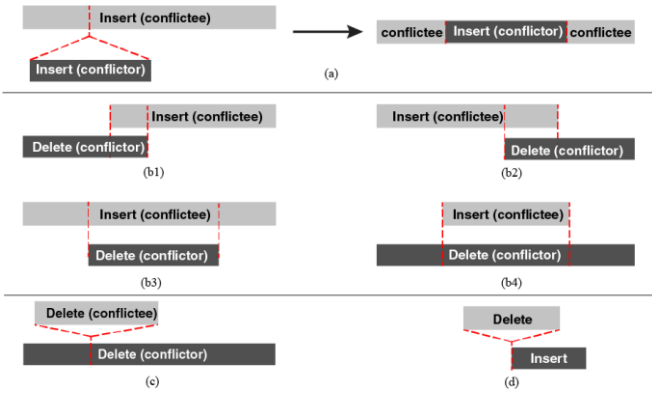 Insert (conflictee)
Insert (conflictor)
conflictee Insert (conflictor) conflictee
(a)
Insert (conflictee)
Delete (conflictor)
(b1)
Insert (conflictee)
Delete (conflictor)
(b2)
Insert (conflictee)
Delete (conflictor)
(b3)
Insert (conflictee)
Delete (conflictor)
(b4)
Delete (conflictee)
Delete (conflictor)
(c)
Delete
Insert
(d)